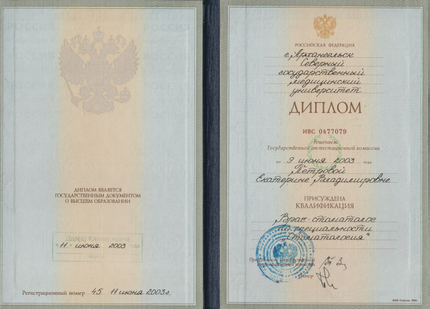 ДИПЛОМ ЯВЛЯЕТСЯ
ГОСУДАРСТВЕННЫМ ДОКУМЕНТОМ
О ВЫСШЕМ ОБРАЗОВАНИИ
11 июня 2003
Регистрационный номер 45 11 июня 2003г.
РОССИЙСКАЯ ФЕДЕРАЦИЯ
г. Архангельск
Северный
государственный
медицинский
университет
ДИПЛОМ
ИВС 0477079
Решением
Государственной аттестационной комиссии
от 9 июня 2003 года
Петровой
Екатерине Владимировне
ПРИСУЖДЕНА
КВАЛИФИКАЦИЯ
"Врач-стоматолог
по специальности
"Стоматология"